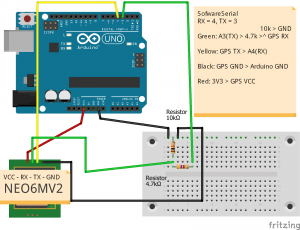 SofwareSerial
RX = 4, TX = 3
10k > GND
Green: A3(TX) > 4.7k >^ GPS RX
Yellow: GPS TX > A4(RX)
Black: GPS GND > Arduino GND
Red: 3V3 > GPS VCC
UNO
Arduino
Resistor
10kΩ
VCC - RX - TX - GND
NEO6MV2
Resistor
4.7kΩ
fritzing